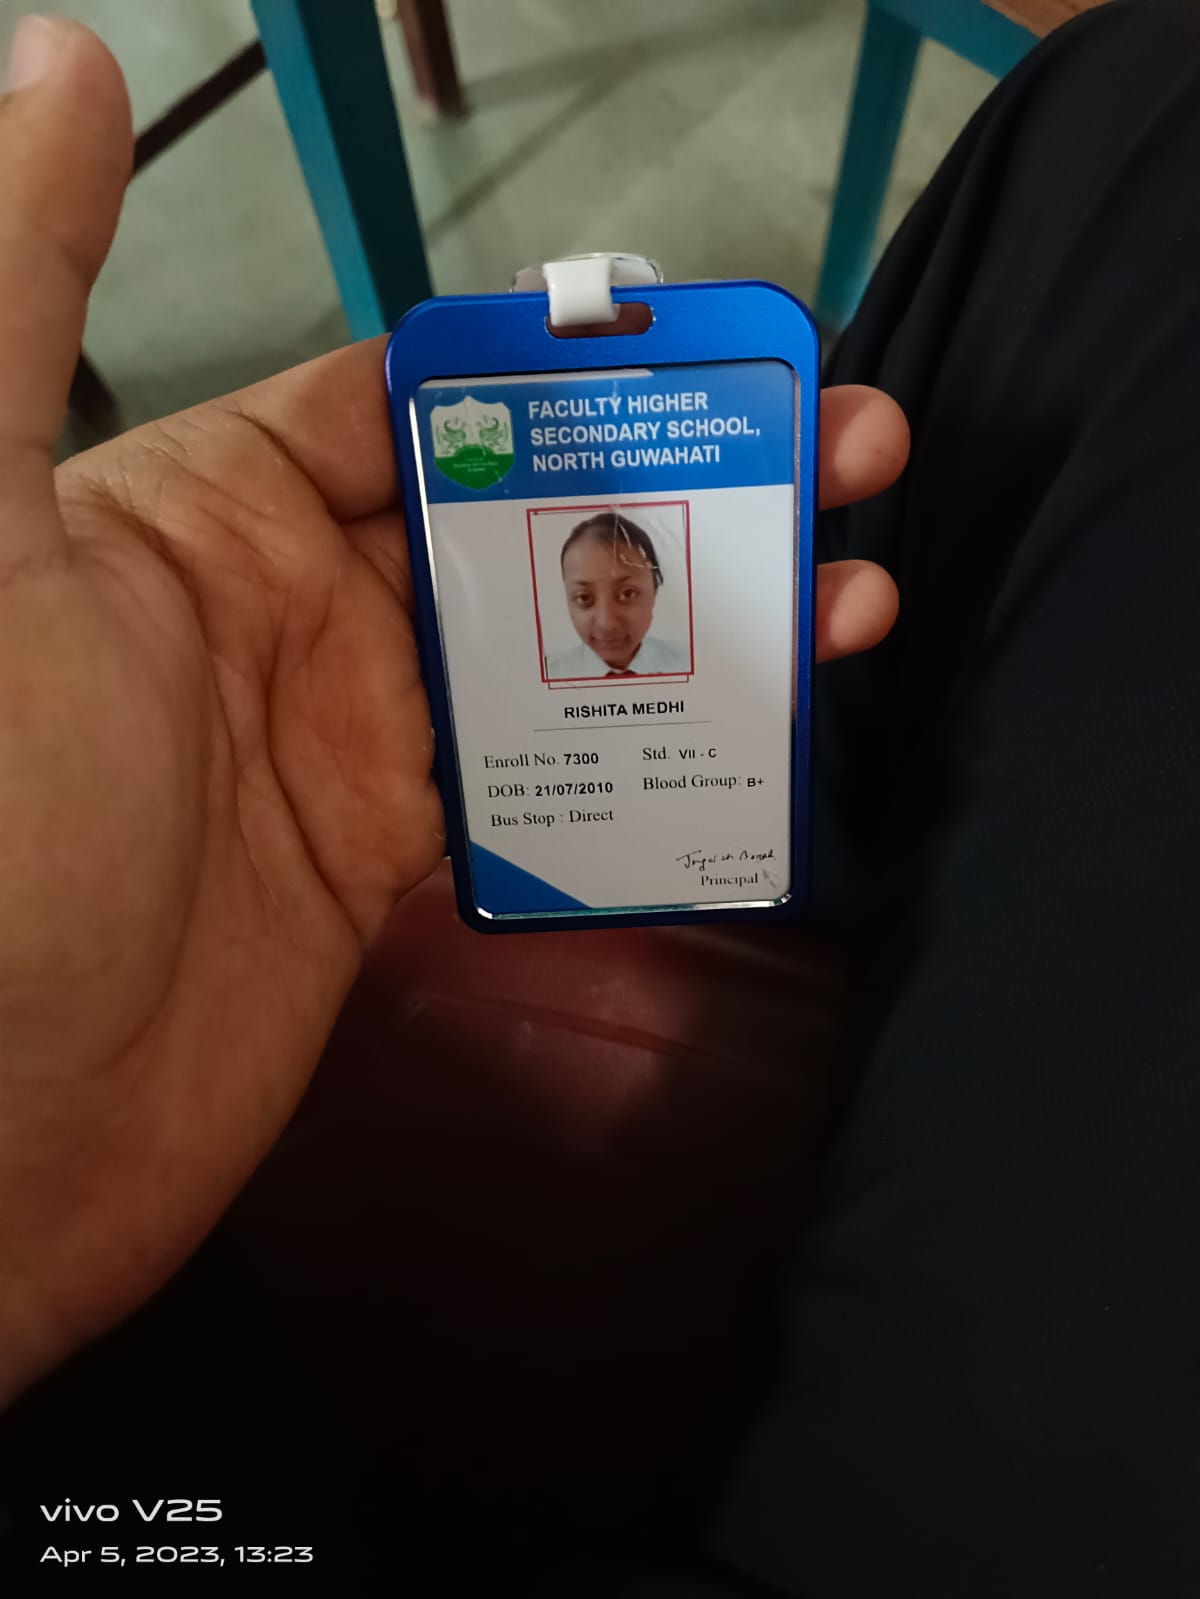 FACULTY HIGHER
SECONDARY SCHOOL,
NORTH GUWAHATI
RISHITA MEDHI
Enroll No. 7300 Std. VII - C
DOB: 21/07/2010 Blood Group: B+
Bus Stop : Direct
Principal
vivo V25
Apr 5, 2023, 13:23